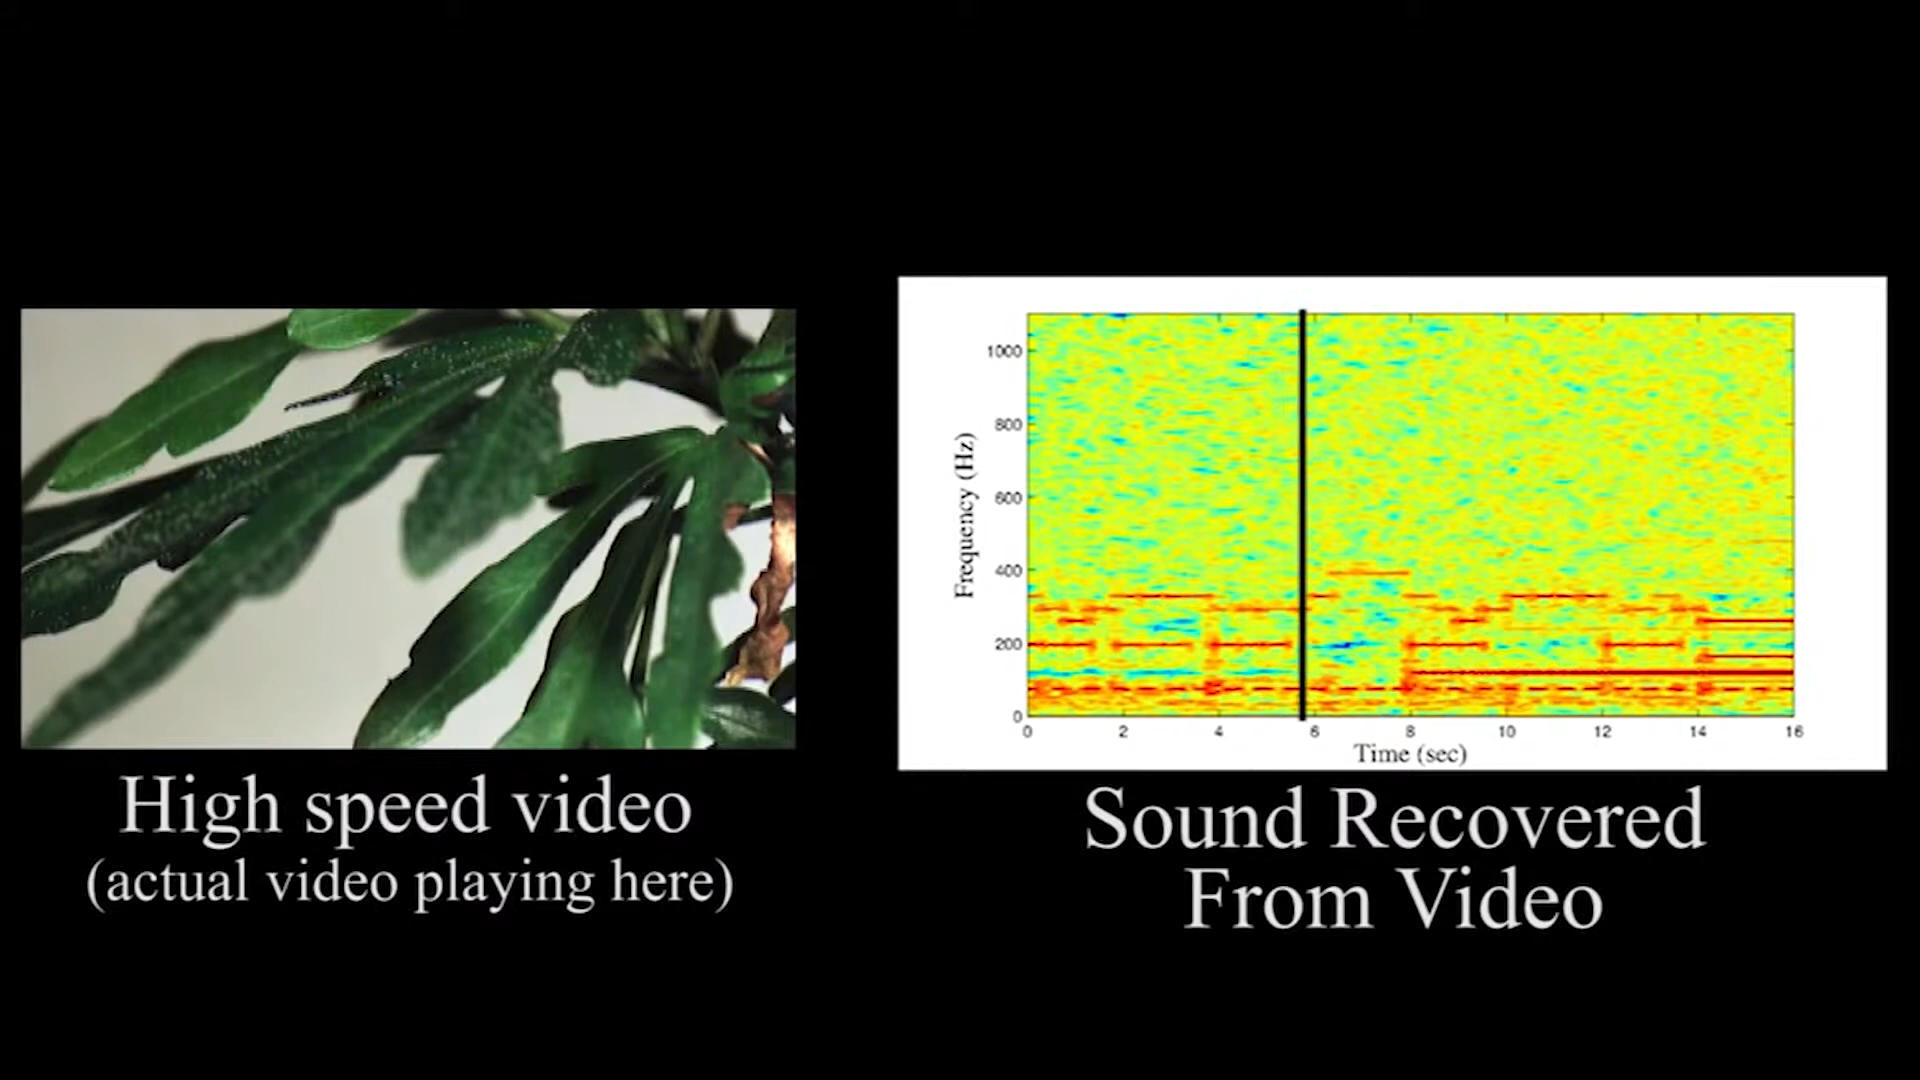 High speed video
(actual video playing here)
Frequency (Hz)
1000
800
600
400
200
0
0 2 4 6 8 10 12 14 16
Time (sec)
Sound Recovered
From Video